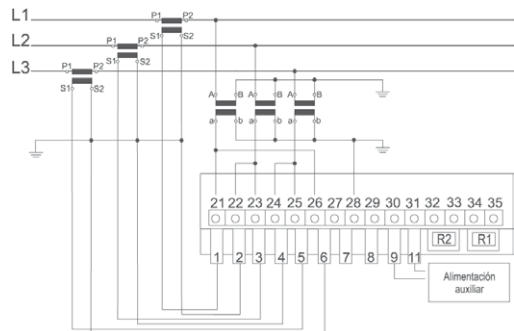 L1 P1 P2
S1 S2
L2 P1 P2
S1 S2
L3 P1 P2
S1 S2
A B A B A B
a b a b a b
21 22 23 24 25 26 27 28 29 30 31 32 33 34 35
R2 R1
1 2 3 4 5 6 7 8 9 11
Alimentación
auxiliar